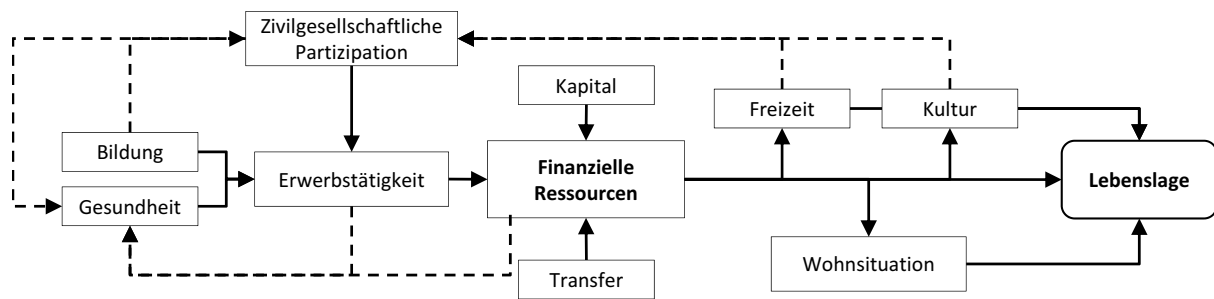 Zivilgesellschaftliche
Partizipation
Kapital
Freizeit
Kultur
Bildung
Erwerbstätigkeit
Finanzielle
Ressourcen
Lebenslage
Gesundheit
Wohnsituation
Transfer